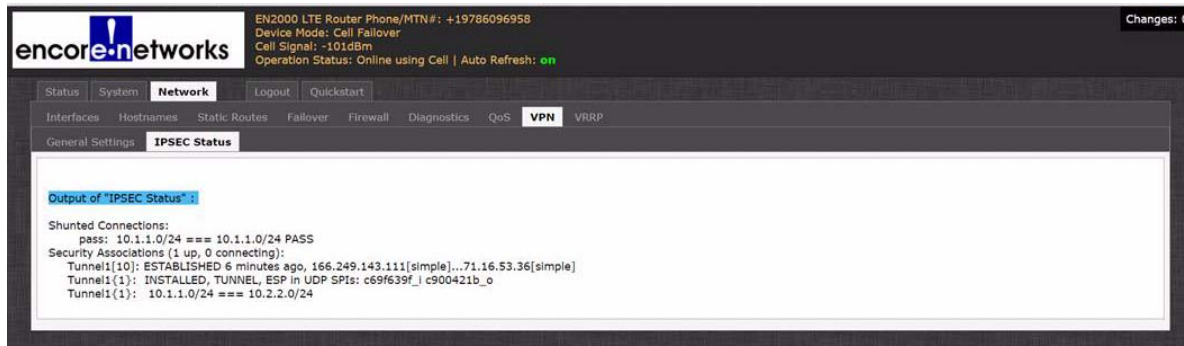 encore networks
EN2000 LTE Router Phone/MTN#: +19786096958
Device Mode: Cell Failover
Cell Signal: -101dBm
Operation Status: Online using Cell | Auto Refresh: on
Changes: 0
Status System Network Logout Quickstart
Interfaces Hostnames Static Routes Failover Firewall Diagnostics QoS VPN VRRP
General Settings IPSEC Status
Output of "IPSEC Status" :
Shunted Connections:
pass: 10.1.1.0/24 === 10.1.1.0/24 PASS
Security Associations (1 up, 0 connecting):
Tunnel1[10]: ESTABLISHED 6 minutes ago, 166.249.143.111[simple]...71.16.53.36[simple]
Tunnel1{1}: INSTALLED, TUNNEL, ESP in UDP SPIs: c69f639f_i c900421b_o
Tunnel1{1}: 10.1.1.0/24 === 10.2.2.0/24